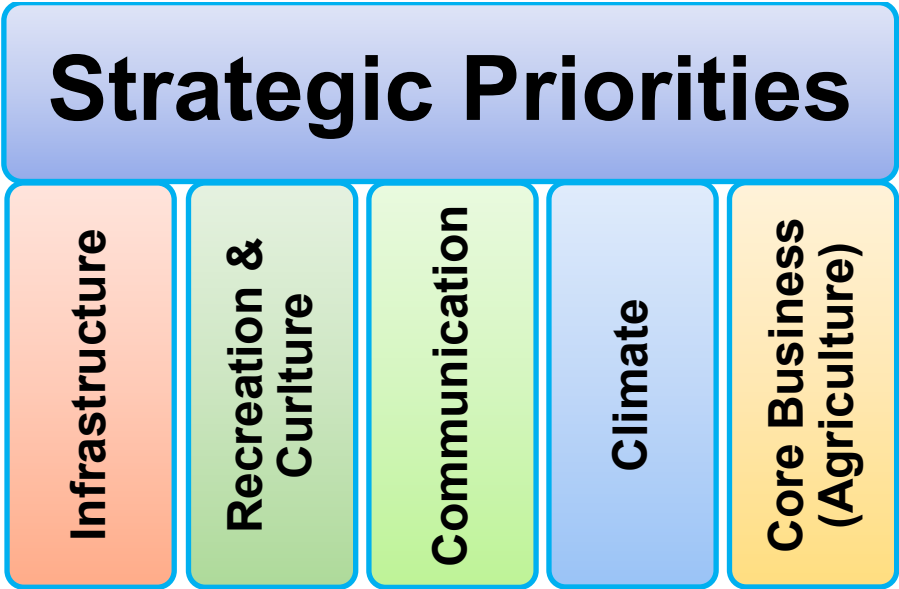 Strategic Priorities
Infrastructure
Recreation &
Curlture
Communication
Climate
Core Business
(Agriculture)